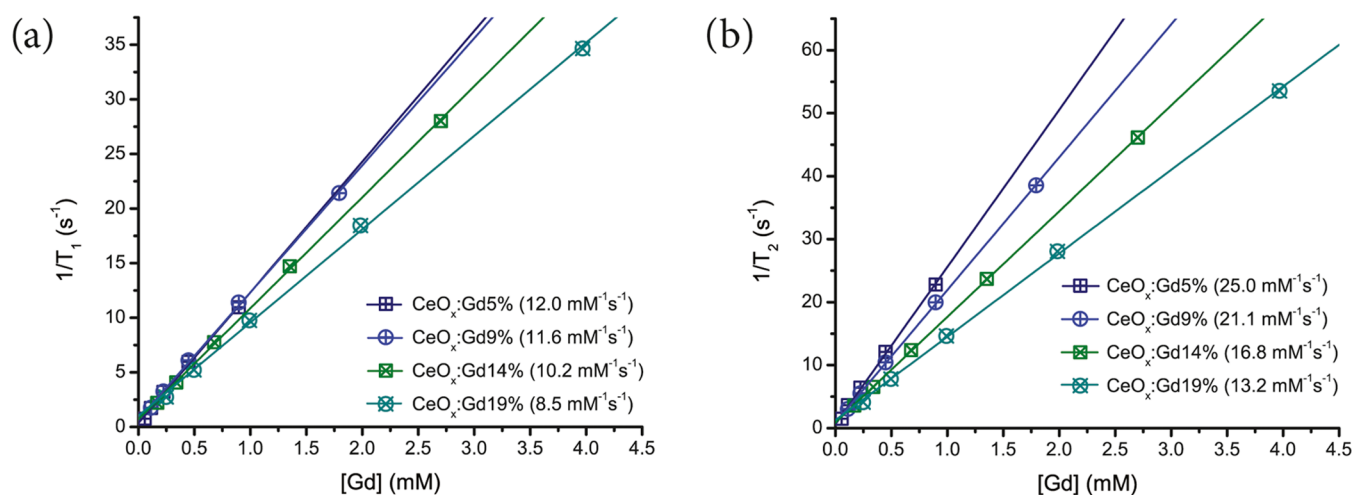 (a)
35
30
25
20
15
10
5
0
1/T₁ (s⁻¹)
CeOₓ:Gd5% (12.0 mM⁻¹s⁻¹)
CeOₓ:Gd9% (11.6 mM⁻¹s⁻¹)
CeOₓ:Gd14% (10.2 mM⁻¹s⁻¹)
CeOₓ:Gd19% (8.5 mM⁻¹s⁻¹)
0.0 0.5 1.0 1.5 2.0 2.5 3.0 3.5 4.0 4.5
[Gd] (mM)
(b)
60
50
40
30
20
10
0
1/T₂ (s⁻¹)
CeOₓ:Gd5% (25.0 mM⁻¹s⁻¹)
CeOₓ:Gd9% (21.1 mM⁻¹s⁻¹)
CeOₓ:Gd14% (16.8 mM⁻¹s⁻¹)
CeOₓ:Gd19% (13.2 mM⁻¹s⁻¹)
0.0 0.5 1.0 1.5 2.0 2.5 3.0 3.5 4.0 4.5
[Gd] (mM)